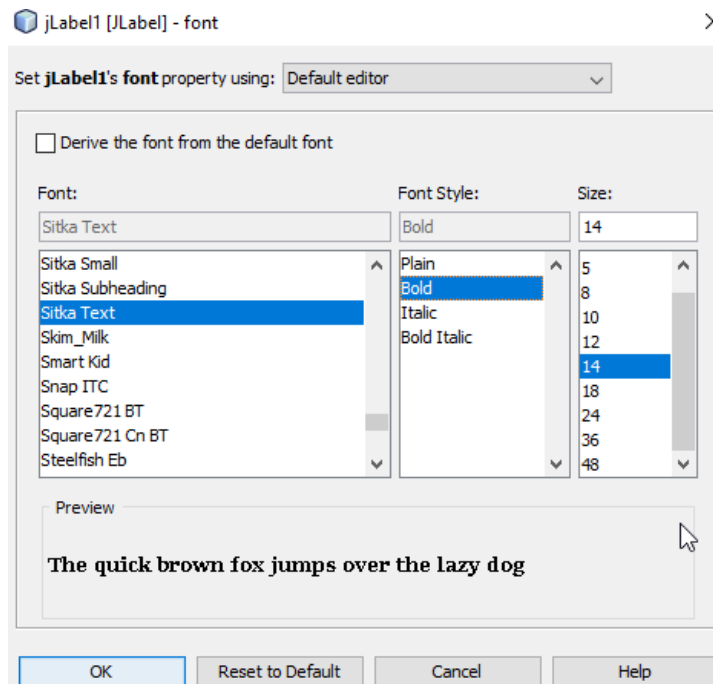 jLabel1 [JLabel] - font
Set jLabel1's font property using: Default editor
Derive the font from the default font
Font: Font Style: Size:
Sitka Text Bold 14
Sitka Small
Sitka Subheading
Sitka Text
Skim_Milk
Smart Kid
Snap ITC
Square721 BT
Square721 Cn BT
Steelfish Eb
Plain
Bold
Italic
Bold Italic
5
8
10
12
14
18
24
36
48
Preview
The quick brown fox jumps over the lazy dog
OK Reset to Default Cancel Help